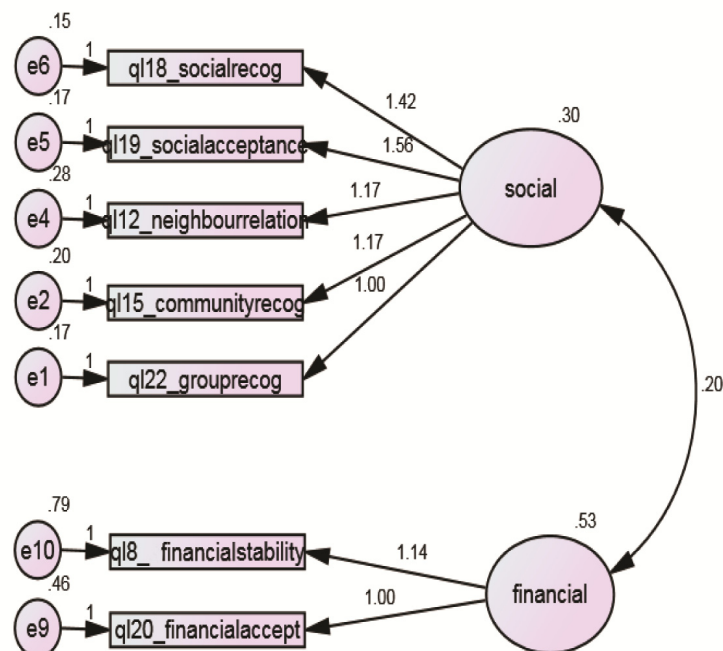 .15
e6
1
ql18_socialrecog
1.42
.30
.17
e5
1
ql19_socialacceptance
1.56
social
.28
e4
1
ql12_neighbourrelation
1.17
.20
e2
1
ql15_communityrecog
1.17
.17
e1
1
ql22_grouprecog
1.00
.20
.79
e10
1
ql8_ financialstability
1.14
.53
financial
.46
e9
1
ql20_financialaccept
1.00